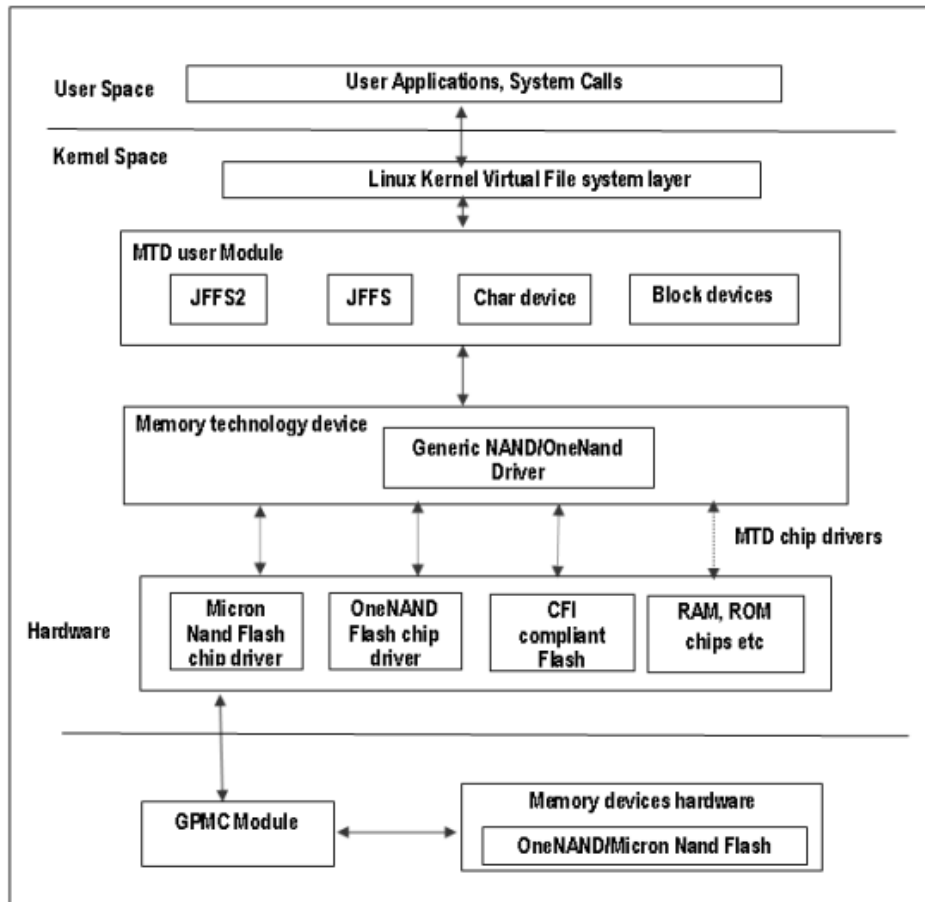 User Space
User Applications, System Calls
Kernel Space
Linux Kernel Virtual File system layer
MTD user Module
JFFS2
JFFS
Char device
Block devices
Memory technology device
Generic NAND/OneNand
Driver
MTD chip drivers
Hardware
Micron
Nand Flash
chip driver
OneNAND
Flash chip
driver
CFI
compliant
Flash
RAM, ROM
chips etc
GPMC Module
Memory devices hardware
OneNAND/Micron Nand Flash